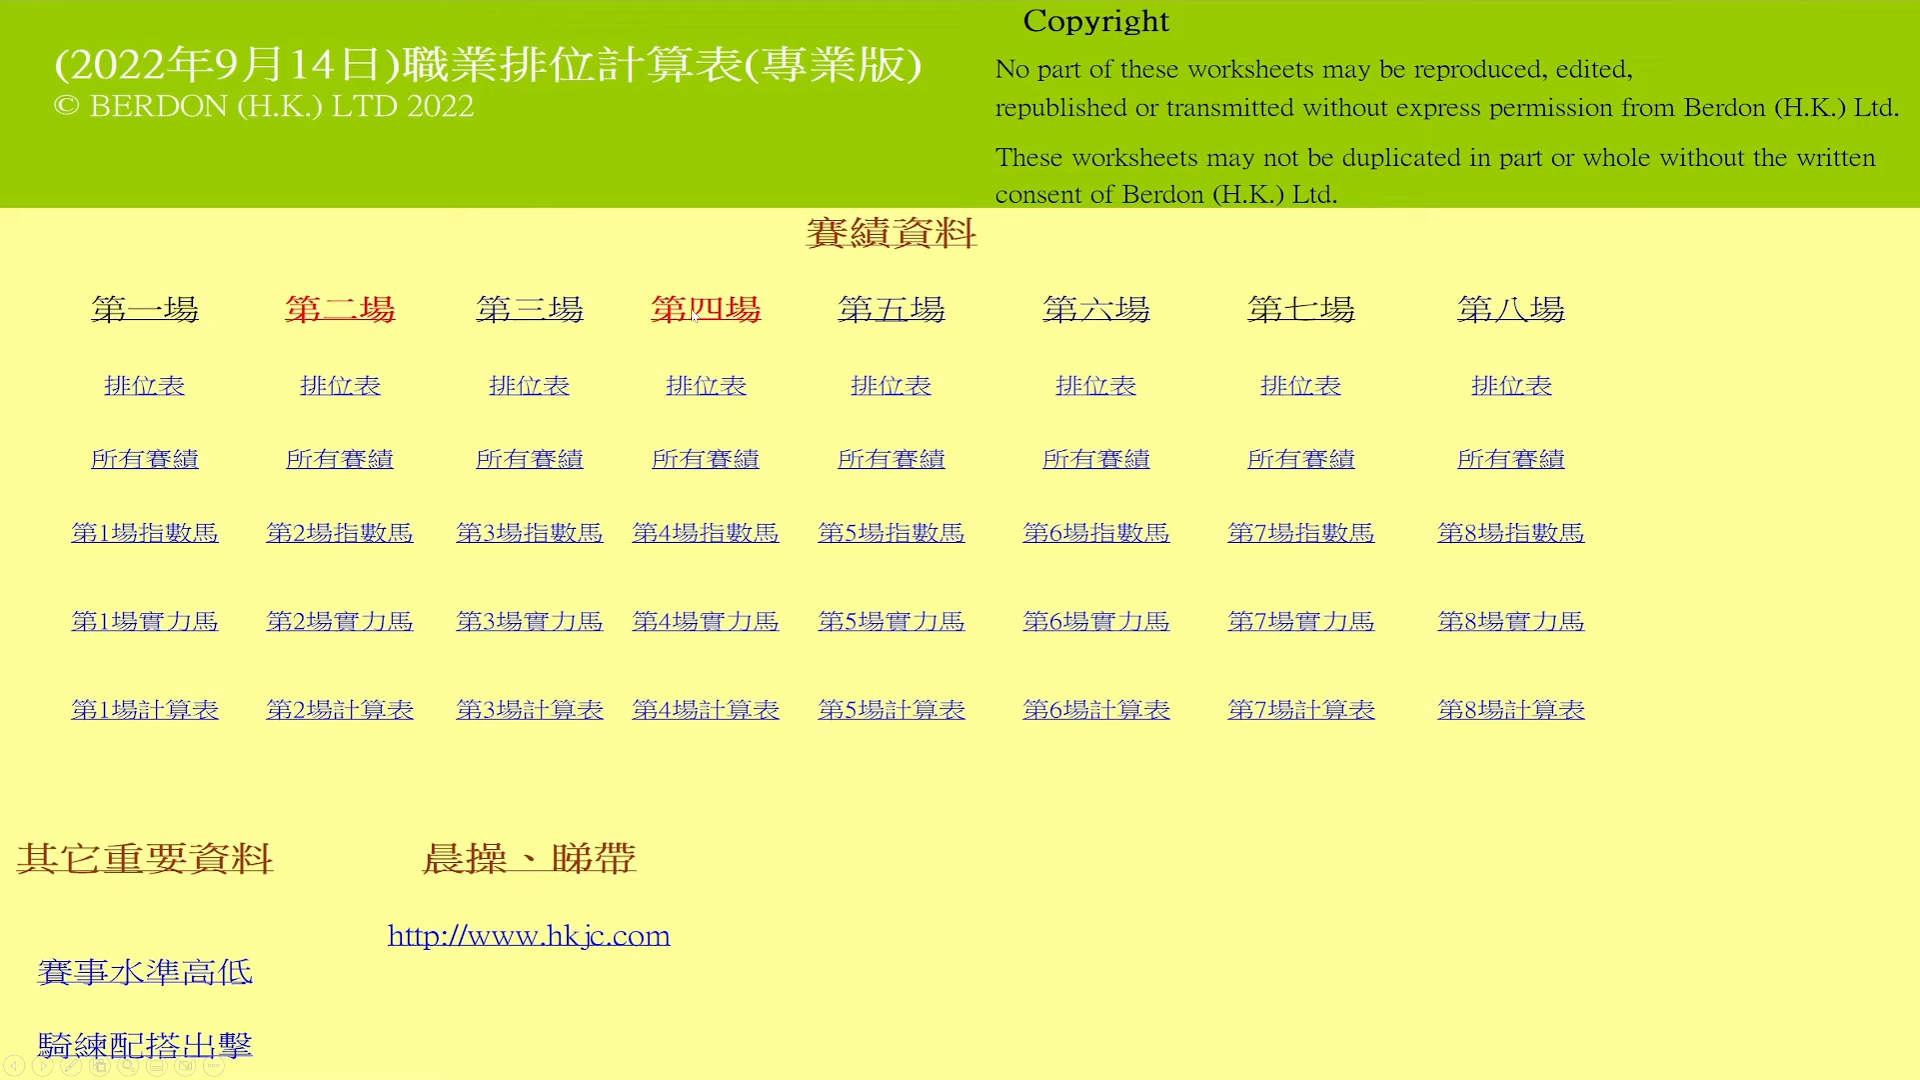 (2022年9月14日)職業排位計算表(專業版)
© BERDON (H.K.) LTD 2022
Copyright
No part of these worksheets may be reproduced, edited,
republished or transmitted without express permission from Berdon (H.K.) Ltd.
These worksheets may not be duplicated in part or whole without the written
consent of Berdon (H.K.) Ltd.
賽績資料
第一場 第二場 第三場 第四場 第五場 第六場 第七場 第八場
排位表 排位表 排位表 排位表 排位表 排位表 排位表 排位表
所有賽績 所有賽績 所有賽績 所有賽績 所有賽績 所有賽績 所有賽績 所有賽績
第1場指數馬 第2場指數馬 第3場指數馬 第4場指數馬 第5場指數馬 第6場指數馬 第7場指數馬 第8場指數馬
第1場實力馬 第2場實力馬 第3場實力馬 第4場實力馬 第5場實力馬 第6場實力馬 第7場實力馬 第8場實力馬
第1場計算表 第2場計算表 第3場計算表 第4場計算表 第5場計算表 第6場計算表 第7場計算表 第8場計算表
其它重要資料 晨操、睇帶
http://www.hkjc.com
賽事水準高低
騎練配搭出擊